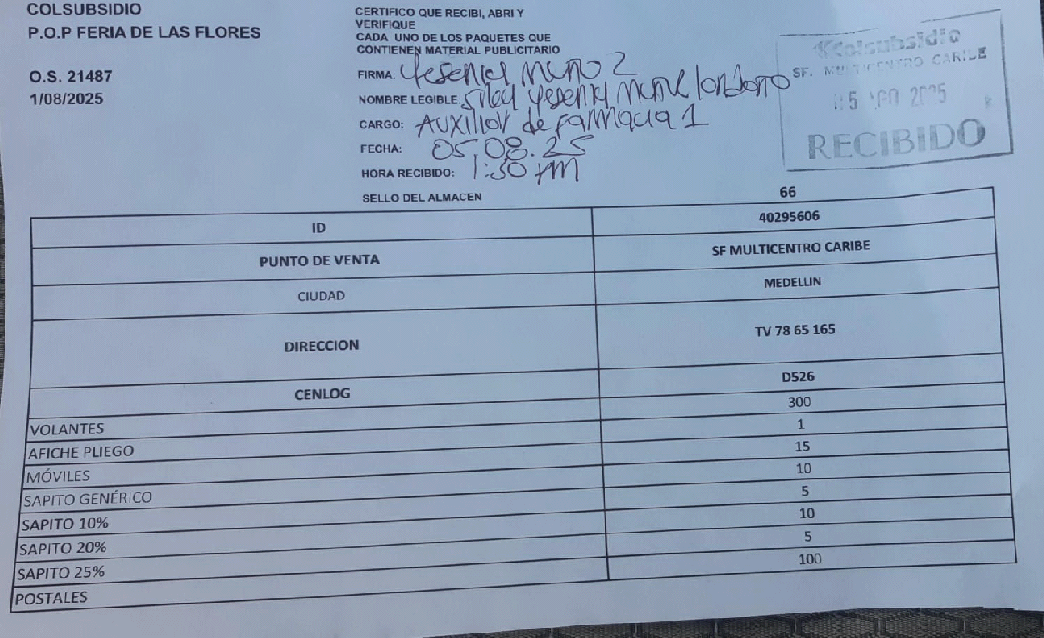 COLSUBSIDIO
P.O.P FERIA DE LAS FLORES
O.S. 21487
1/08/2025
CERTIFICO QUE RECIBI, ABRI Y
VERIFIQUE
CADA UNO DE LOS PAQUETES QUE
CONTIENEN MATERIAL PUBLICITARIO
FIRMA
NOMBRE LEGIBLE Yesenia
CARGO: Auxiliar de farmacia 1
FECHA: 05.08.25
HORA RECIBIDO: 1:30 pm
SELLO DEL ALMACEN
Colsubsidio
SF. MULTICENTRO CARIBE
RECIBIDO
66
ID 40295606
PUNTO DE VENTA SF MULTICENTRO CARIBE
CIUDAD MEDELLIN
DIRECCION TV 78 65 165
CENLOG D526
VOLANTES 300
AFICHE PLIEGO 1
MÓVILES 15
SAPITO GENÉRICO 10
SAPITO 10% 5
SAPITO 20% 10
SAPITO 25% 5
POSTALES 100